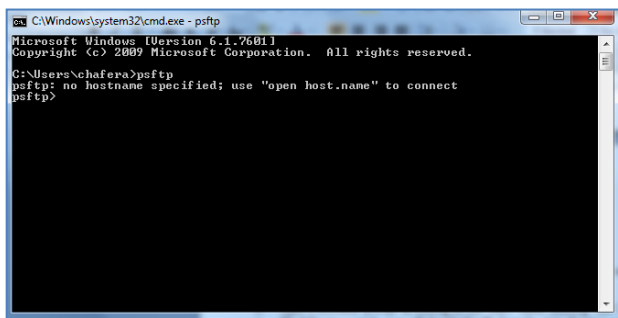 C:\Windows\system32\cmd.exe - psftp
Microsoft Windows [Version 6.1.7601]
Copyright (c) 2009 Microsoft Corporation.  All rights reserved.
C:\Users\chafera>psftp
psftp: no hostname specified; use "open host.name" to connect
psftp>